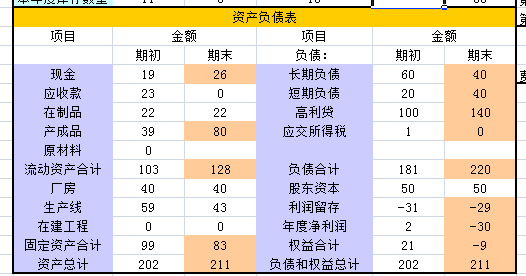 资产负债表
项目 金额 项目 金额
期初 期末 负债： 期初 期末
现金 19 26 长期负债 60 40
应收款 23 0 短期负债 20 40
在制品 22 22 高利贷 100 140
产成品 39 80 应交所得税 1 0
原材料 0
流动资产合计 103 128 负债合计 181 220
厂房 40 40 股东资本 50 50
生产线 59 43 利润留存 -31 -29
在建工程 0 0 年度净利润 2 -30
固定资产合计 99 83 权益合计 21 -9
资产总计 202 211 负债和权益总计 202 211